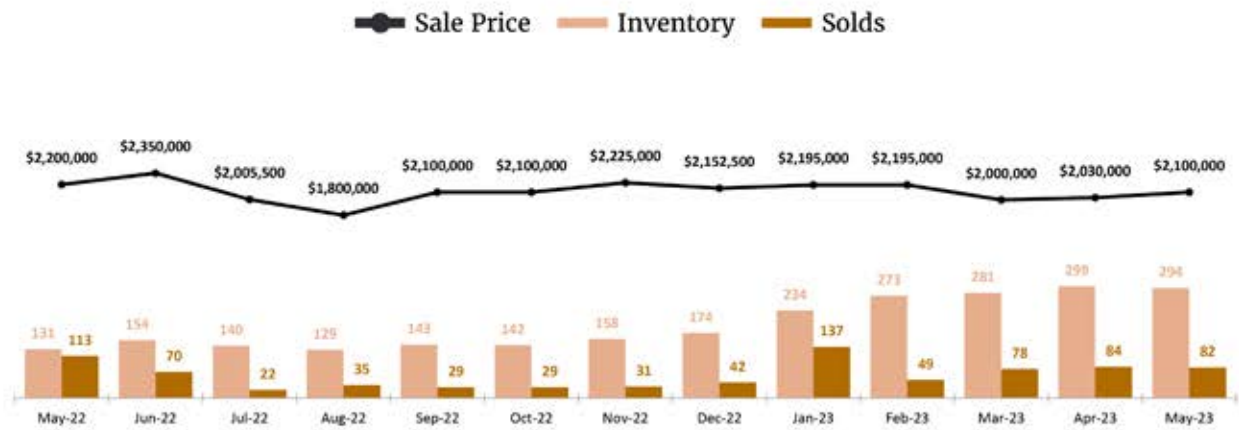 Sale Price Inventory Solds
$2,200,000 $2,350,000 $2,005,500 $1,800,000 $2,100,000 $2,100,000 $2,225,000 $2,152,500 $2,195,000 $2,195,000 $2,000,000 $2,030,000 $2,100,000
131 113 154 70 140 22 129 35 143 29 142 29 158 31 174 42 234 137 273 49 281 78 299 84 294 82
May-22 Jun-22 Jul-22 Aug-22 Sep-22 Oct-22 Nov-22 Dec-22 Jan-23 Feb-23 Mar-23 Apr-23 May-23